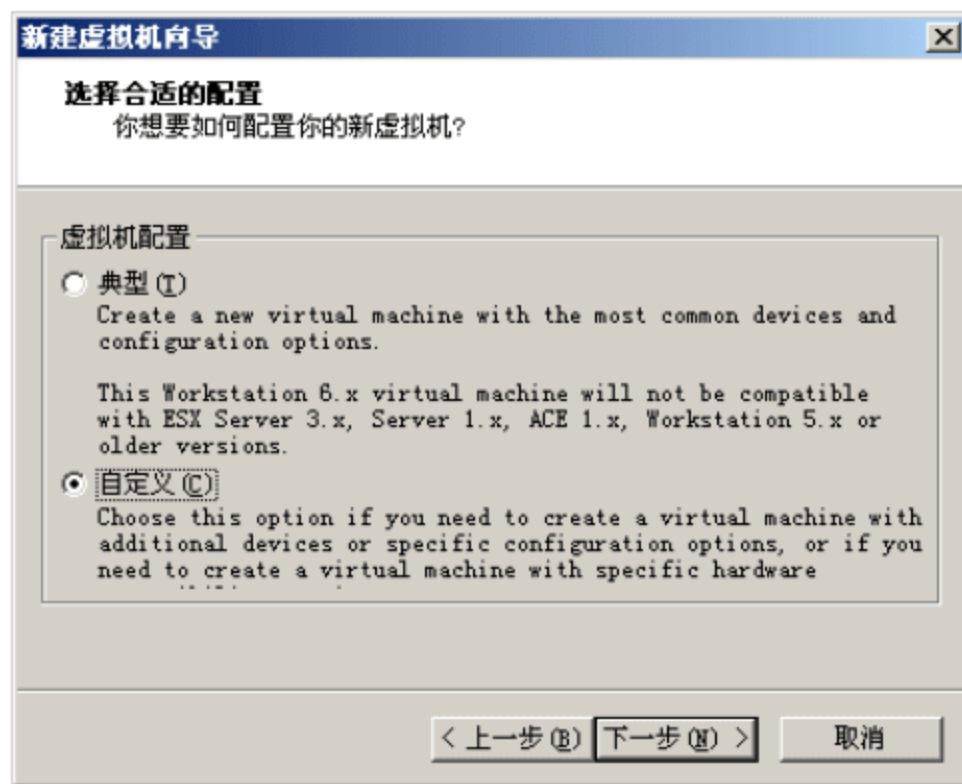 新建虚拟机向导
选择合适的配置
你想要如何配置你的新虚拟机?
虚拟机配置
典型(T)
Create a new virtual machine with the most common devices and
configuration options.
This Workstation 6.x virtual machine will not be compatible
with ESX Server 3.x, Server 1.x, ACE 1.x, Workstation 5.x or
older versions.
自定义(C)
Choose this option if you need to create a virtual machine with
additional devices or specific configuration options, or if you
need to create a virtual machine with specific hardware
< 上一步(B) 下一步(N) > 取消